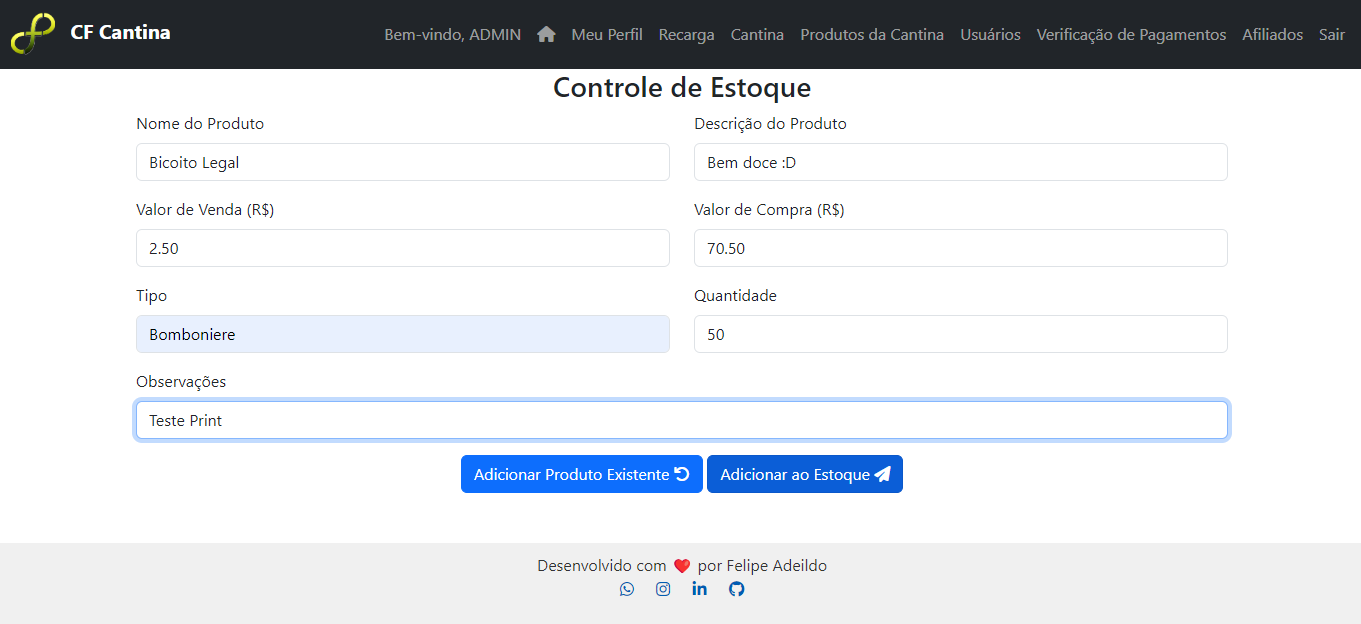 CF Cantina
Bem-vindo, ADMIN Meu Perfil Recarga Cantina Produtos da Cantina Usuários Verificação de Pagamentos Afiliados Sair
Controle de Estoque
Nome do Produto
Bicoito Legal
Descrição do Produto
Bem doce :D
Valor de Venda (R$)
2.50
Valor de Compra (R$)
70.50
Tipo
Bomboniere
Quantidade
50
Observações
Teste Print
Adicionar Produto Existente
Adicionar ao Estoque
Desenvolvido com ❤️ por Felipe Adeildo
in